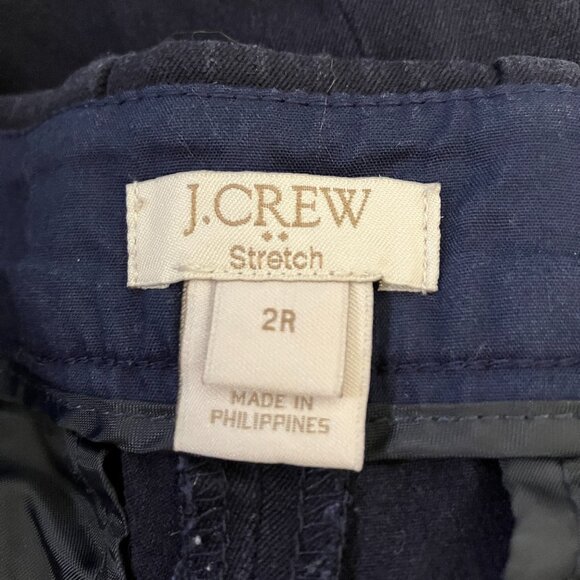 J.CREW
Stretch
2R
MADE IN
PHILIPPINES